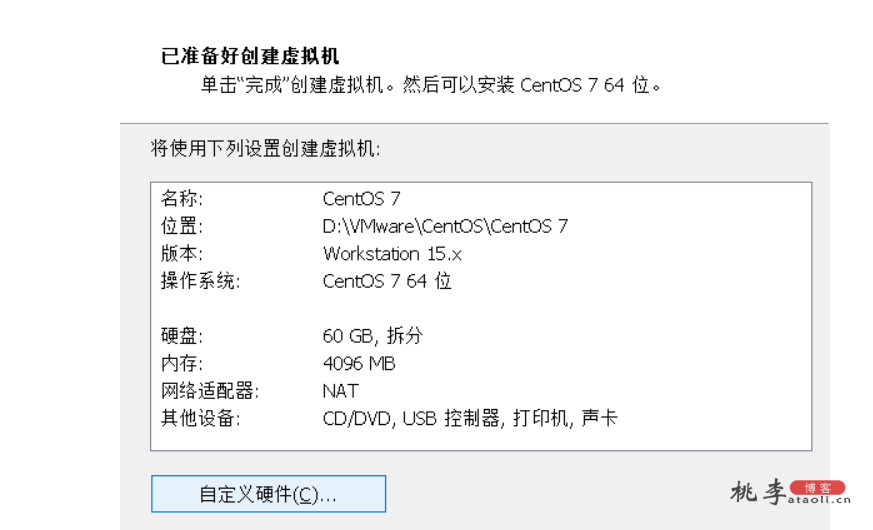 已准备好创建虚拟机
单击“完成”创建虚拟机。然后可以安装 CentOS 7 64 位。
将使用下列设置创建虚拟机:
名称: CentOS 7
位置: D:\VMware\CentOS\CentOS 7
版本: Workstation 15.x
操作系统: CentOS 7 64 位
硬盘: 60 GB, 拆分
内存: 4096 MB
网络适配器: NAT
其他设备: CD/DVD, USB 控制器, 打印机, 声卡
自定义硬件(C)...
桃李 博客
ataoli.cn